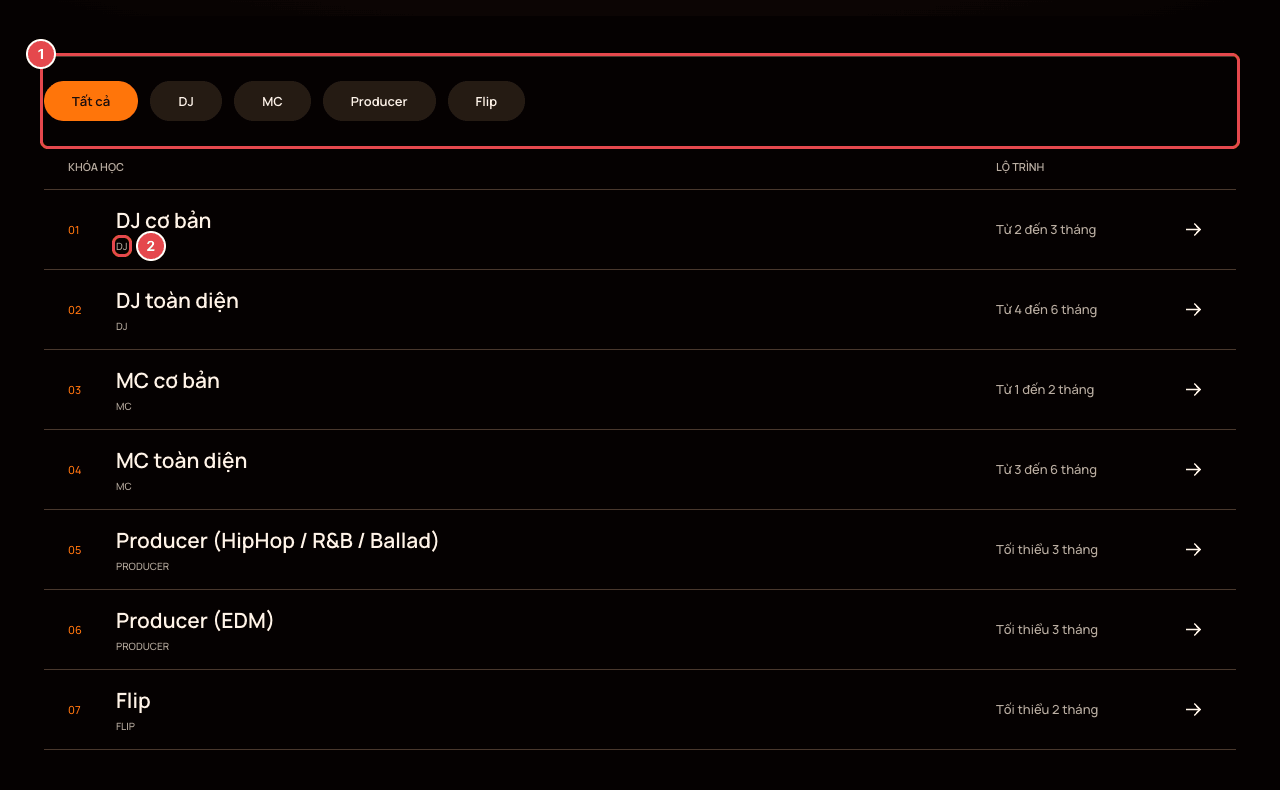 1
Tất cả DJ MC Producer Flip
KHÓA HỌC LỘ TRÌNH
01 DJ cơ bản Từ 2 đến 3 tháng
DJ 2
02 DJ toàn diện Từ 4 đến 6 tháng
DJ
03 MC cơ bản Từ 1 đến 2 tháng
MC
04 MC toàn diện Từ 3 đến 6 tháng
MC
05 Producer (HipHop / R&B / Ballad) Tối thiểu 3 tháng
PRODUCER
06 Producer (EDM) Tối thiểu 3 tháng
PRODUCER
07 Flip Tối thiểu 2 tháng
FLIP